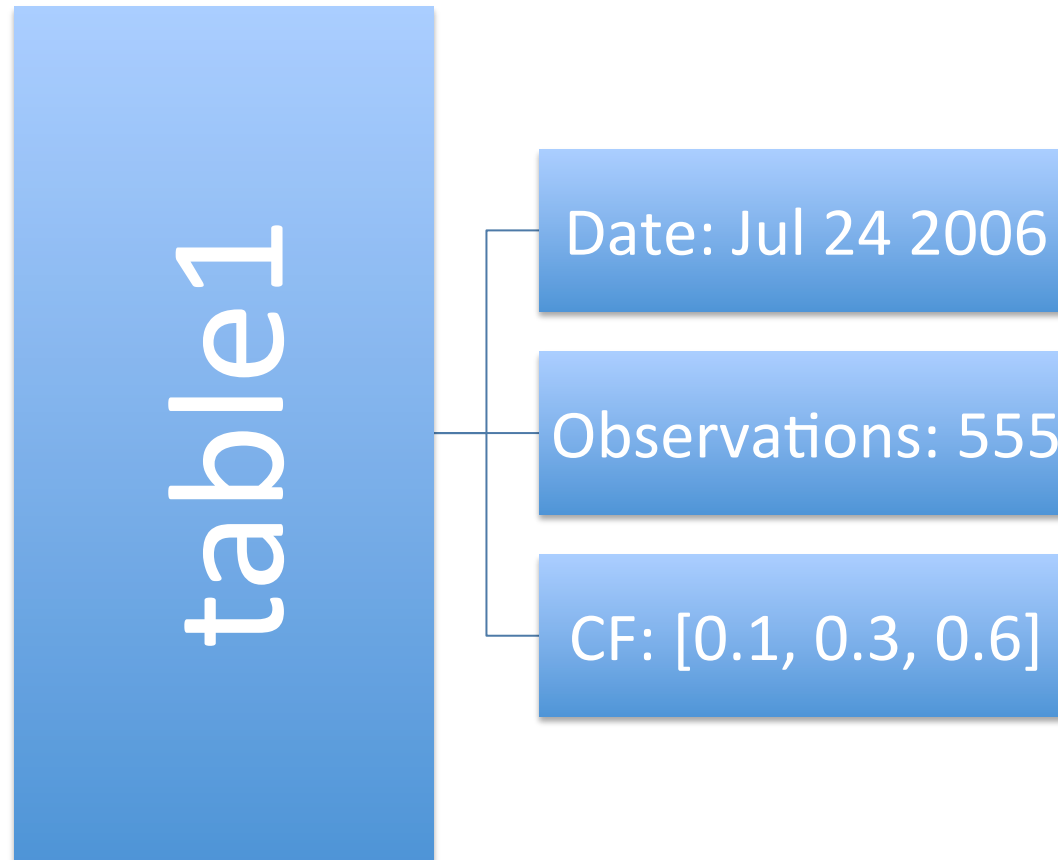 table1
Date: Jul 24 2006
Observations: 555
CF: [0.1, 0.3, 0.6]